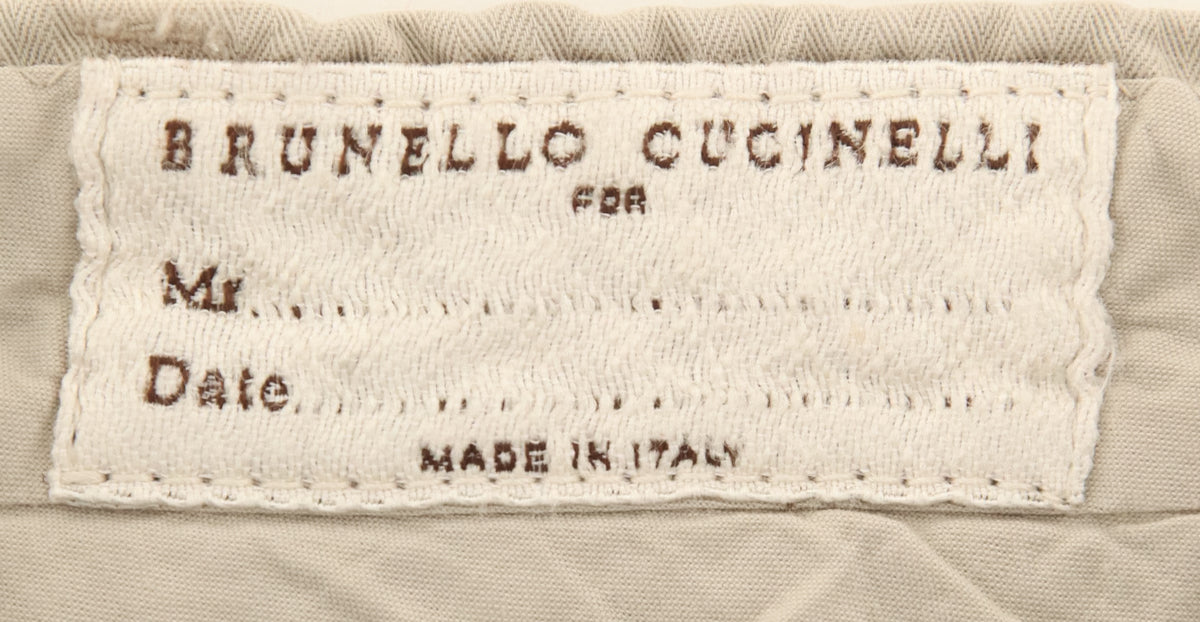 BRUNELLO CUCINELLI
FOR
Mr.....................
Date.....................
MADE IN ITALY